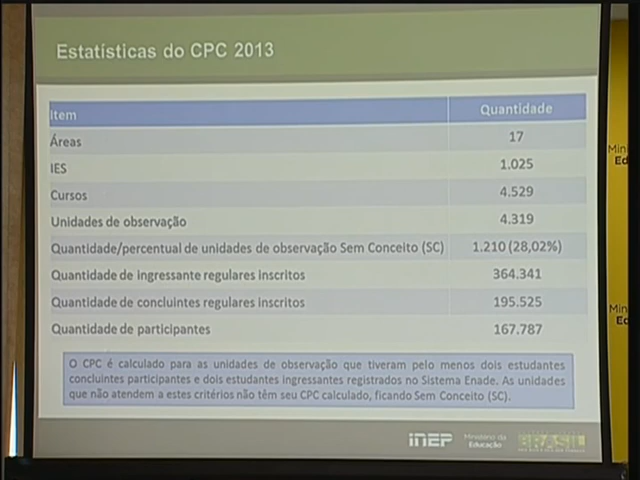 Estatísticas do CPC 2013
Item Quantidade
Áreas 17
IES 1.025
Cursos 4.529
Unidades de observação 4.319
Quantidade/percentual de unidades de observação Sem Conceito (SC) 1.210 (28,02%)
Quantidade de ingressante regulares inscritos 364.341
Quantidade de concluintes regulares inscritos 195.525
Quantidade de participantes 167.787
O CPC é calculado para as unidades de observação que tiveram pelo menos dois estudantes
concluintes participantes e dois estudantes ingressantes registrados no Sistema Enade. As unidades
que não atendem a estes critérios não têm seu CPC calculado, ficando Sem Conceito (SC).
inep
Ministério da
Educação
BRASIL
Mini
Ed
Min
Ec